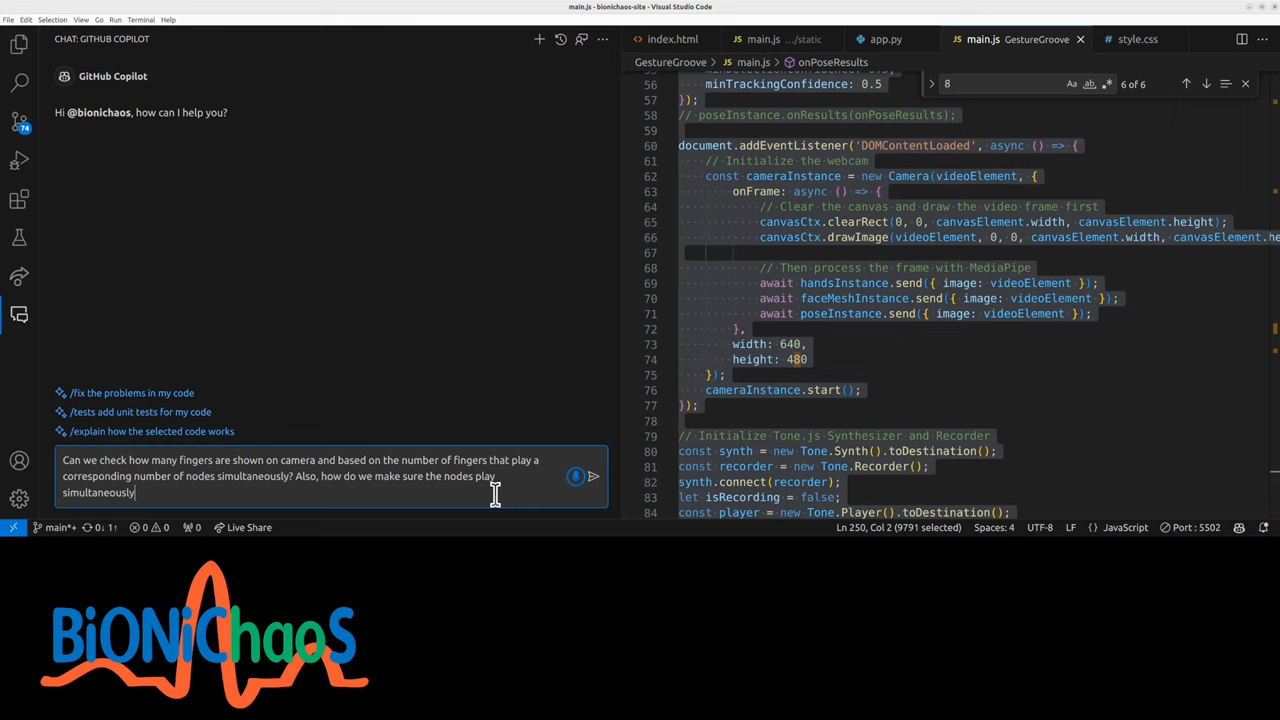 main.js - bionichaos-site - Visual Studio Code
File Edit Selection View Go Run Terminal Help
CHAT: GITHUB COPILOT
GitHub Copilot
Hi @bionichaos, how can I help you?
74
/fix the problems in my code
/tests add unit tests for my code
/explain how the selected code works
Can we check how many fingers are shown on camera and based on the number of fingers that play a
corresponding number of nodes simultaneously? Also, how do we make sure the nodes play
simultaneously
index.html main.js .../static app.py main.js GestureGroove style.css
GestureGroove > main.js > onPoseResults
8 Aa ab 6 of 6
56 minTrackingConfidence: 0.5
57 });
58 // poseInstance.onResults(onPoseResults);
59
60 document.addEventListener('DOMContentLoaded', async () => {
61 // Initialize the webcam
62 const cameraInstance = new Camera(videoElement, {
63 onFrame: async () => {
64 // Clear the canvas and draw the video frame first
65 canvasCtx.clearRect(0, 0, canvasElement.width, canvasElement.height);
66 canvasCtx.drawImage(videoElement, 0, 0, canvasElement.width, canvasElement.he
67
68 // Then process the frame with MediaPipe
69 await handsInstance.send({ image: videoElement });
70 await faceMeshInstance.send({ image: videoElement });
71 await poseInstance.send({ image: videoElement });
72 },
73 width: 640,
74 height: 480
75 });
76 cameraInstance.start();
77 });
78
79 // Initialize Tone.js Synthesizer and Recorder
80 const synth = new Tone.Synth().toDestination();
81 const recorder = new Tone.Recorder();
82 synth.connect(recorder);
83 let isRecording = false;
84 const player = new Tone.Player().toDestination();
main*+ 0↓ 1↑ 0 0 0 Live Share Ln 250, Col 2 (9791 selected) Spaces: 4 UTF-8 LF JavaScript Port : 5502
BiONiChaoS